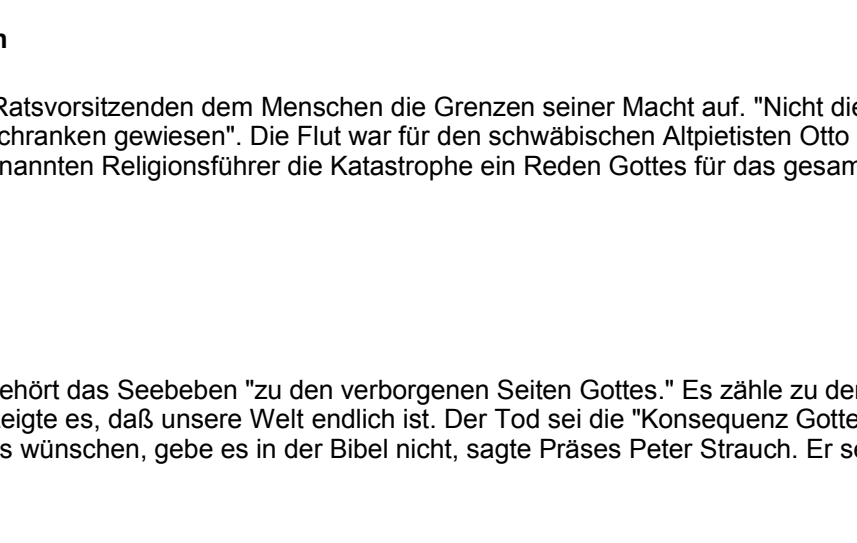 n
Ratsvorsitzenden dem Menschen die Grenzen seiner Macht auf. "Nicht die
chranken gewiesen". Die Flut war für den schwäbischen Altpietisten Otto
nannten Religionsführer die Katastrophe ein Reden Gottes für das gesam
ehört das Seebeben "zu den verborgenen Seiten Gottes." Es zähle zu der
eigte es, daß unsere Welt endlich ist. Der Tod sei die "Konsequenz Gotte
s wünschen, gebe es in der Bibel nicht, sagte Präses Peter Strauch. Er se